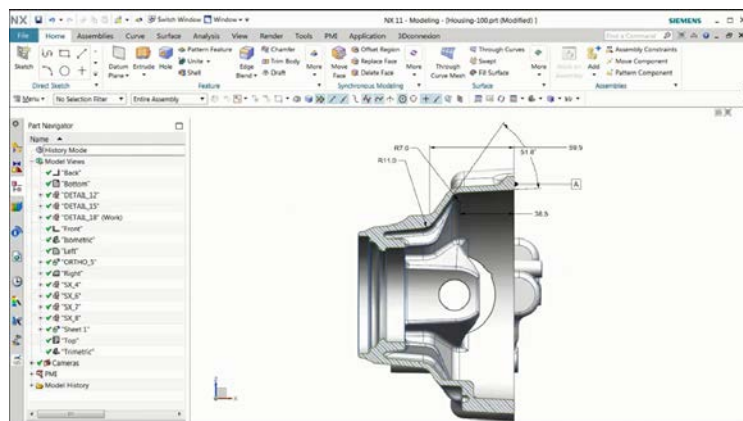 NX Switch Window Window NX 11 - Modeling - [Housing-100.prt (Modified) ] SIEMENS
File Home Assemblies Curve Surface Analysis View Render Tools PMI Application 3Dconnexion Find a Command
Sketch Datum Plane Extrude Hole Pattern Feature Unite Shell Edge Blend Chamfer Trim Body Draft More Move Face Offset Region Replace Face Delete Face More Through Curve Mesh Through Curves Swept Fill Surface More Add Assembly Constraints Move Component Pattern Component
Direct Sketch Feature Synchronous Modeling Surface Assemblies
Menu No Selection Filter Entire Assembly
Part Navigator
Name
History Mode
Model Views
"Back"
"Bottom"
"DETAIL_12"
"DETAIL_15"
"DETAIL_18" (Work)
"Front"
"Isometric"
"Left"
"ORTHO_5"
"Right"
"SX_4"
"SX_6"
"SX_7"
"SX_8"
"Sheet 1"
"Top"
"Trimetric"
Cameras
PMI
Model History
R7.0
R11.0
51.8°
A